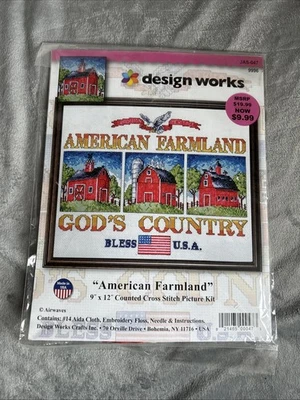 design works
MSRP
$19.99
NOW
$9.99
AMERICAN FARMLAND
GOD'S COUNTRY
BLESS U.S.A.
Made in
USA
"American Farmland"
9" x 12" Counted Cross Stitch Picture Kit
© Airwaves
Contains: #14 Aida Cloth, Embroidery Floss, Needle & Instructions.
Design Works Crafts Inc. • 70 Orville Drive • Bohemia, NY 11716 • USA